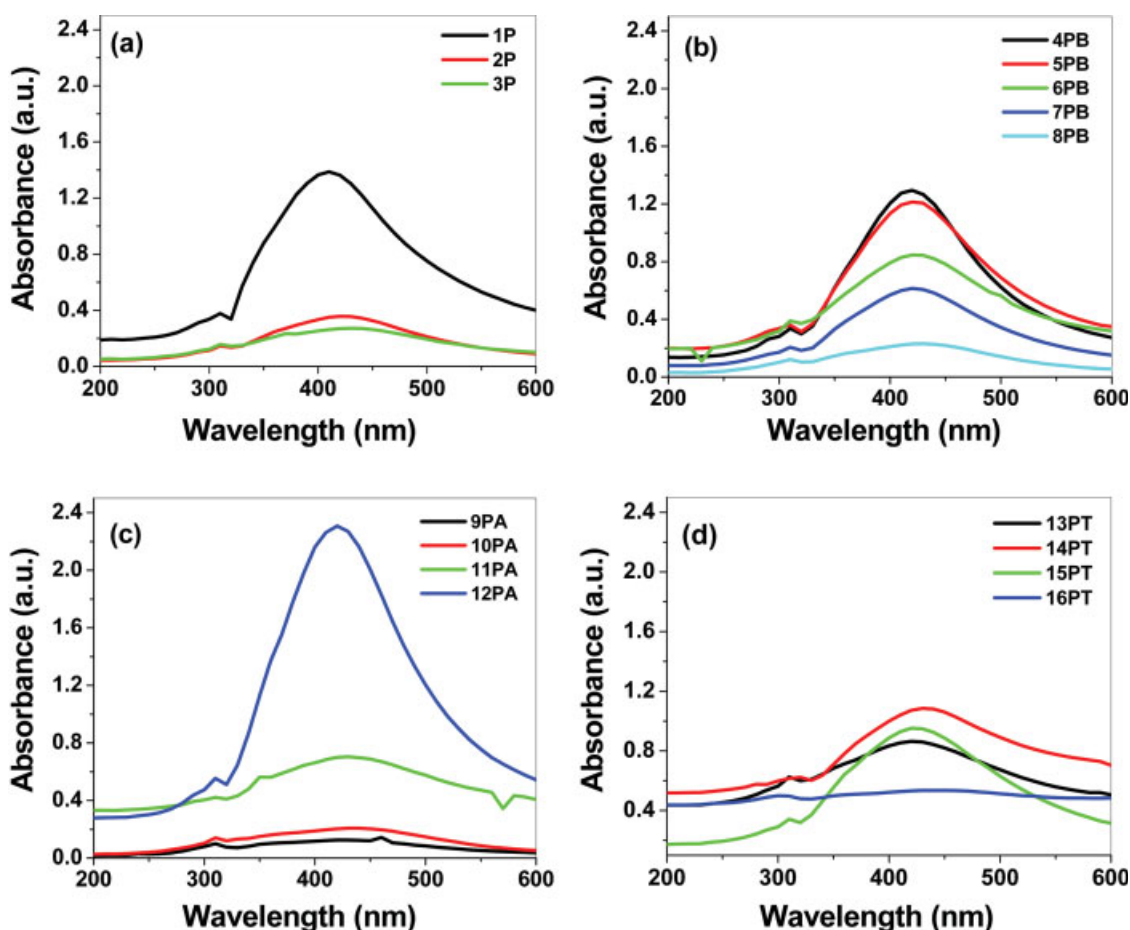 (a)
1P
2P
3P
Absorbance (a.u.)
2.4
2.0
1.6
1.2
0.8
0.4
0.0
200 300 400 500 600
Wavelength (nm)
(b)
4PB
5PB
6PB
7PB
8PB
Absorbance (a.u.)
2.4
2.0
1.6
1.2
0.8
0.4
0.0
200 300 400 500 600
Wavelength (nm)
(c)
9PA
10PA
11PA
12PA
Absorbance (a.u.)
2.4
2.0
1.6
1.2
0.8
0.4
0.0
200 300 400 500 600
Wavelength (nm)
(d)
13PT
14PT
15PT
16PT
Absorbance (a.u.)
2.4
2.0
1.6
1.2
0.8
0.4
200 300 400 500 600
Wavelength (nm)